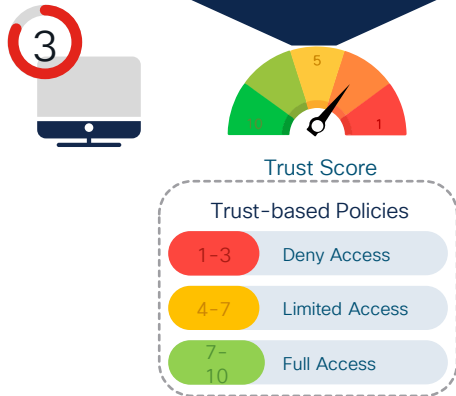 3
5
10
1
Trust Score
Trust-based Policies
1-3
Deny Access
4-7
Limited Access
7-
10
Full Access